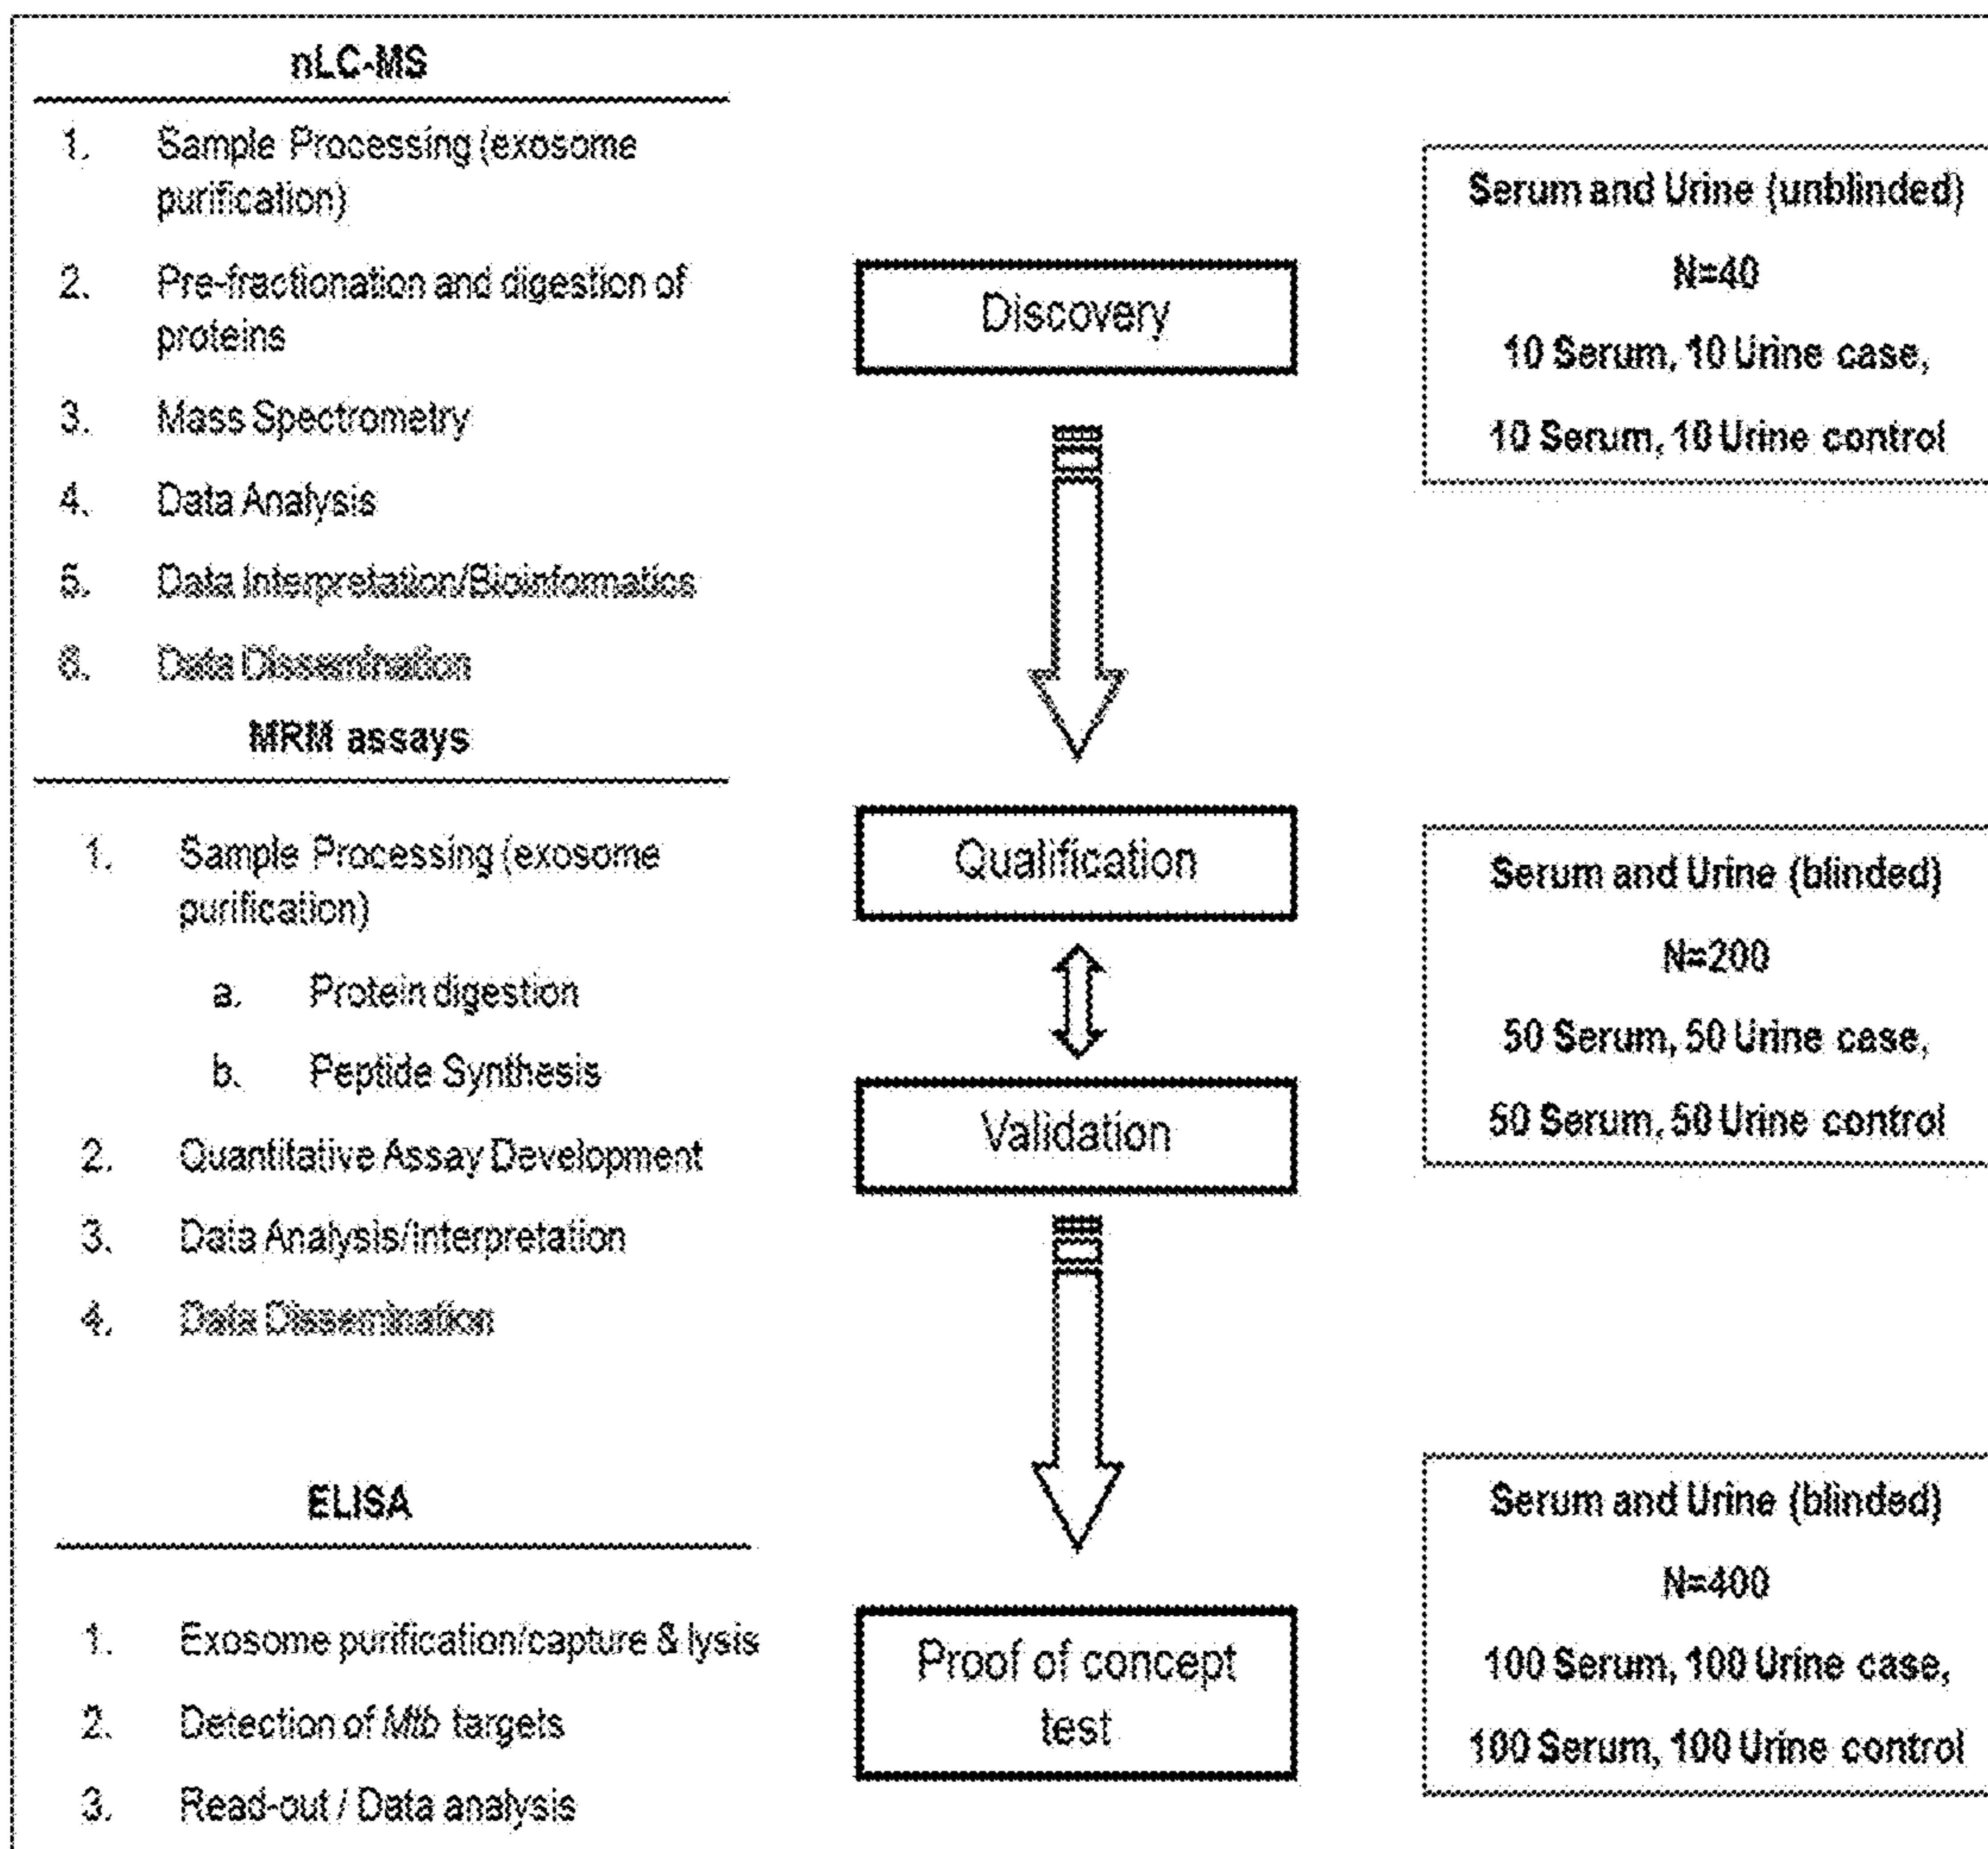 nLC-MS
1. Sample Processing (exosome
purification)
2. Pre-fractionation and digestion of
proteins
3. Mass Spectrometry
4. Data Analysis
5. Data Interpretation/Bioinformatics
6. Data Dissemination
Discovery
Serum and Urine (unblinded)
N=40
10 Serum, 10 Urine case,
10 Serum, 10 Urine control
MRM assays
1. Sample Processing (exosome
purification)
a. Protein digestion
b. Peptide Synthesis
2. Quantitative Assay Development
3. Data Analysis/Interpretation
4. Data Dissemination
Qualification
Validation
Serum and Urine (blinded)
N=200
50 Serum, 50 Urine case,
50 Serum, 50 Urine control
ELISA
1. Exosome purification/capture & lysis
2. Detection of Mtb targets
3. Read-out / Data analysis
Proof of concept
test
Serum and Urine (blinded)
N=400
100 Serum, 100 Urine case,
100 Serum, 100 Urine control